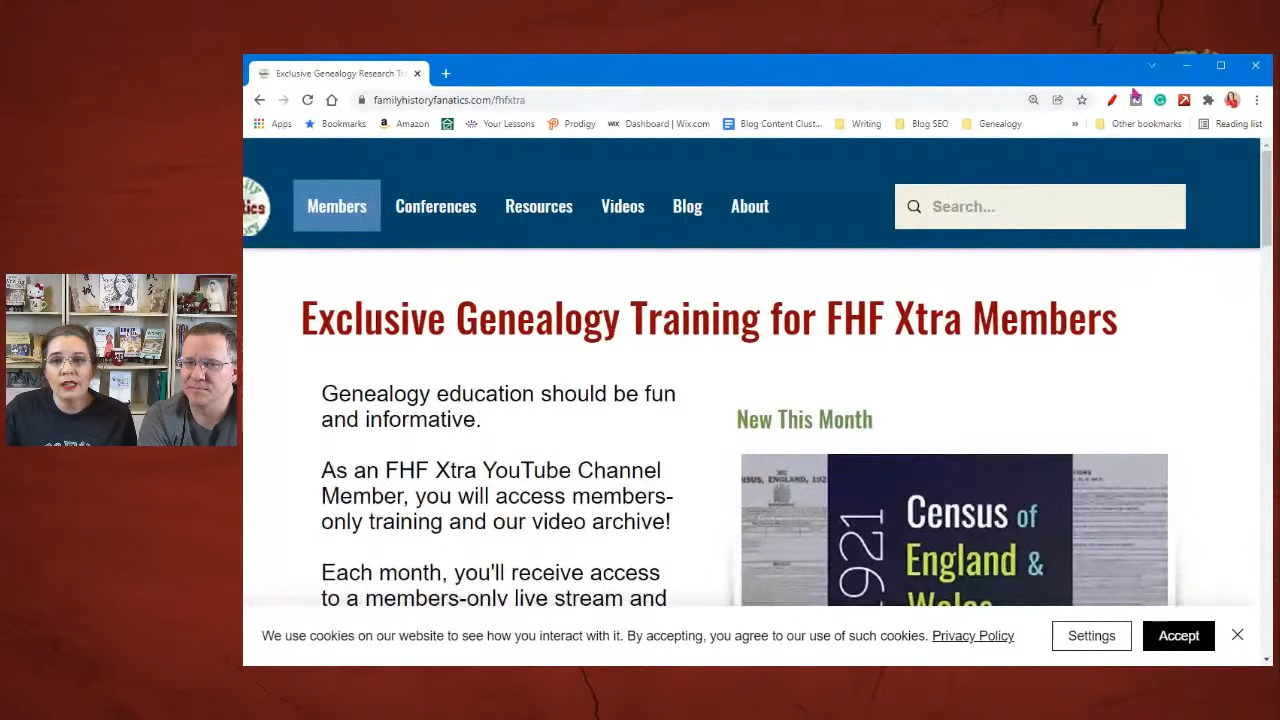 Exclusive Genealogy Research Tr
familyhistoryfanatics.com/fhfxtra
Apps Bookmarks Amazon Your Lessons Prodigy WIX Dashboard | Wix.com Blog Content Clust... Writing Blog SEO Genealogy » Other bookmarks Reading list
Members Conferences Resources Videos Blog About Search...
Exclusive Genealogy Training for FHF Xtra Members
Genealogy education should be fun
and informative.
As an FHF Xtra YouTube Channel
Member, you will access members-
only training and our video archive!
Each month, you'll receive access
to a members-only live stream and
New This Month
1921
Census of
England &
Wales
We use cookies on our website to see how you interact with it. By accepting, you agree to our use of such cookies. Privacy Policy Settings Accept